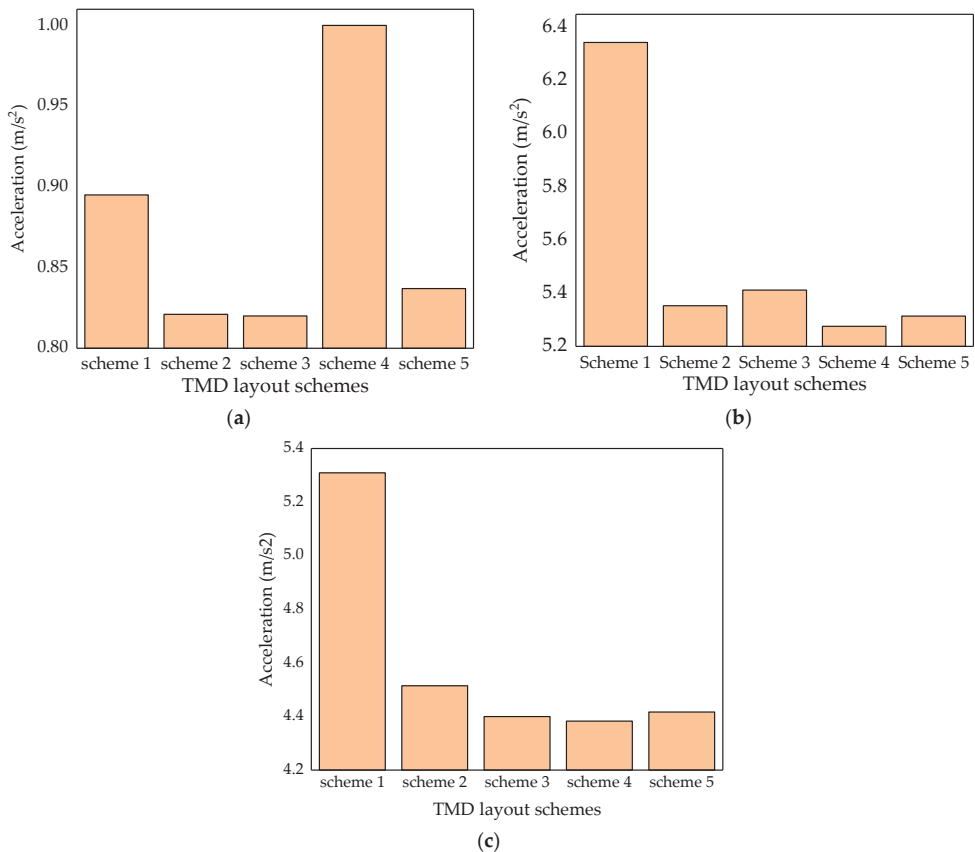 1.00
0.95
0.90
0.85
0.80
Acceleration (m/s²)
scheme 1 scheme 2 scheme 3 scheme 4 scheme 5
TMD layout schemes
(a)
6.4
6.2
6.0
5.8
5.6
5.4
5.2
Acceleration (m/s²)
Scheme 1 Scheme 2 Scheme 3 Scheme 4 Scheme 5
TMD layout schemes
(b)
5.4
5.2
5.0
4.8
4.6
4.4
4.2
Acceleration (m/s2)
scheme 1 scheme 2 scheme 3 scheme 4 scheme 5
TMD layout schemes
(c)